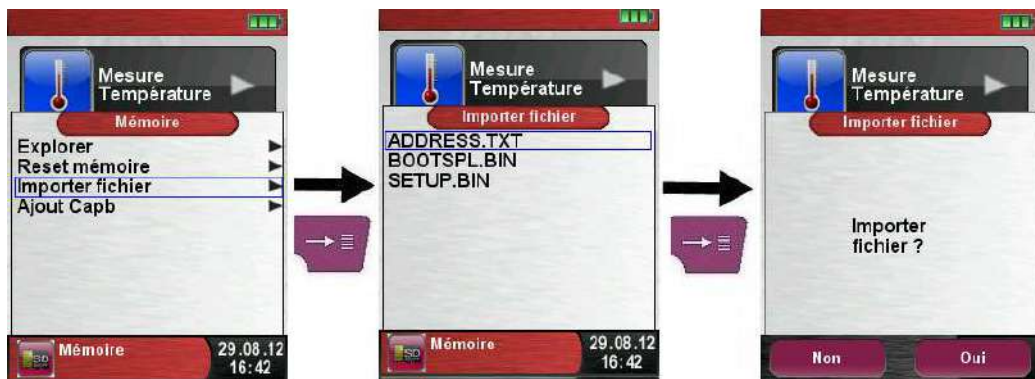 Mesure
Température
Mémoire
Explorer
Reset mémoire
Importer fichier
Ajout Capb
SD
Mémoire
29.08.12
16:42
Mesure
Température
Importer fichier
ADDRESS.TXT
BOOTSPL.BIN
SETUP.BIN
SD
Mémoire
29.08.12
16:42
Mesure
Température
Importer fichier
Importer
fichier ?
Non
Oui